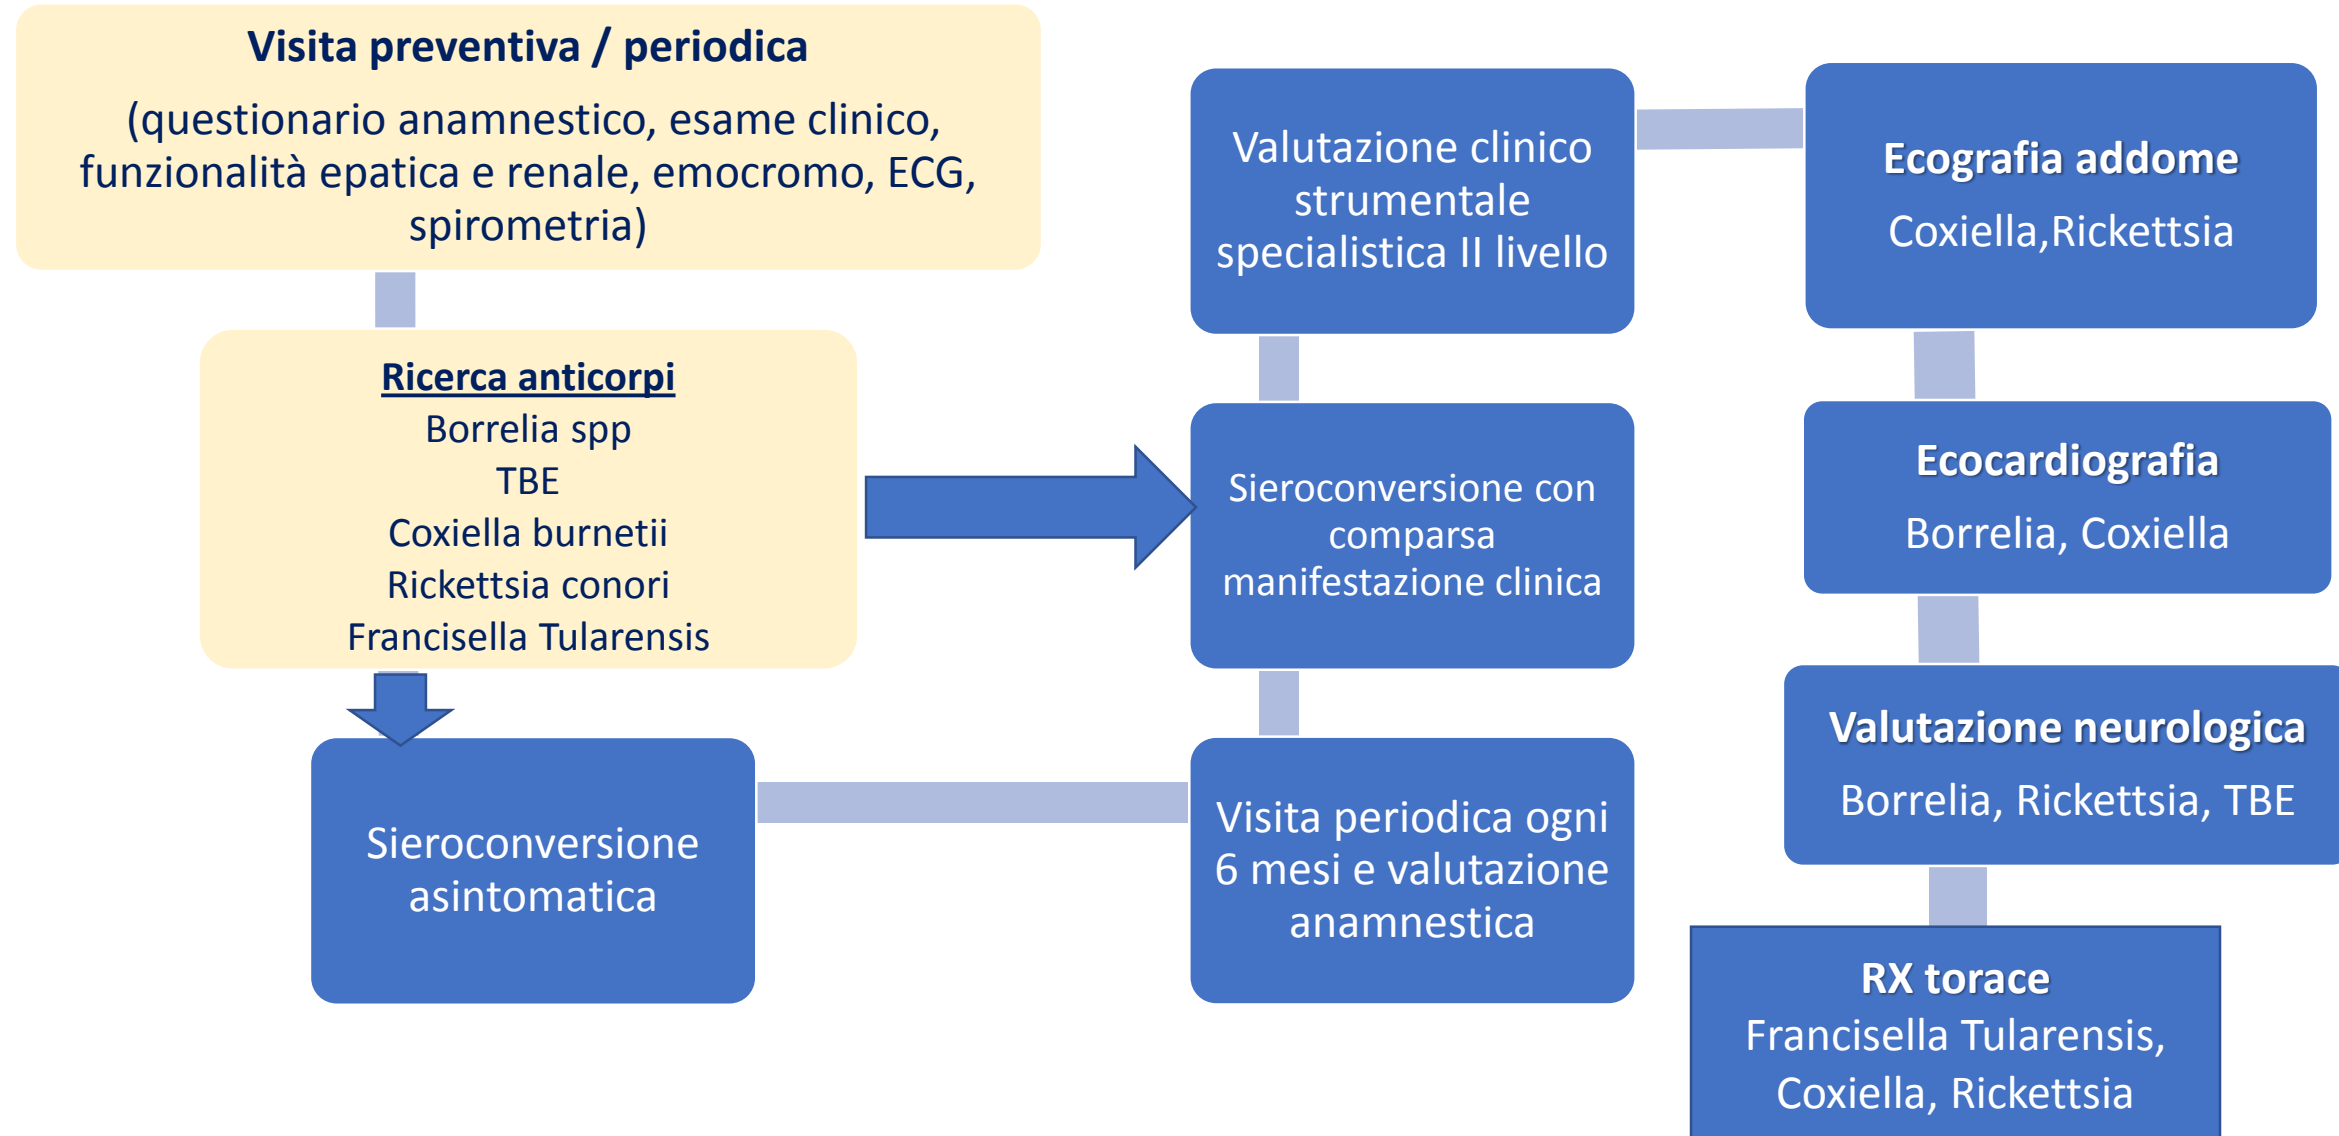 Visita preventiva / periodica
(questionario anamnestico, esame clinico,
funzionalità epatica e renale, emocromo, ECG,
spirometria)
Ricerca anticorpi
Borrelia spp
TBE
Coxiella burnetii
Rickettsia conori
Francisella Tularensis
Sieroconversione
asintomatica
Visita periodica ogni
6 mesi e valutazione
anamnestica
Sieroconversione con
comparsa
manifestazione clinica
Valutazione clinico
strumentale
specialistica II livello
Ecografia addome
Coxiella,Rickettsia
Ecocardiografia
Borrelia, Coxiella
Valutazione neurologica
Borrelia, Rickettsia, TBE
RX torace
Francisella Tularensis,
Coxiella, Rickettsia